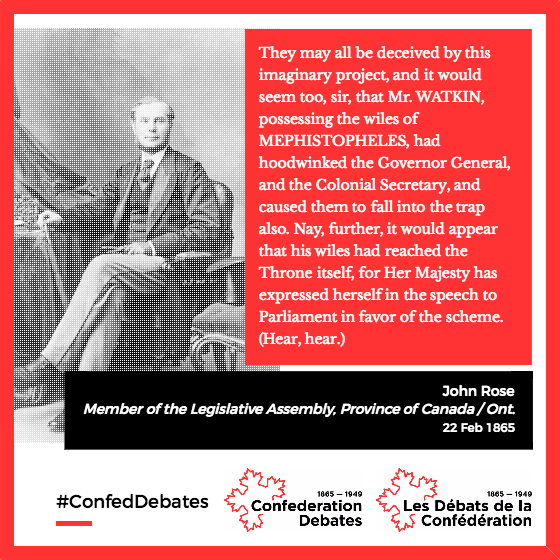 They may all be deceived by this
imaginary project, and it would
seem too, sir, that Mr. WATKIN,
possessing the wiles of
MEPHISTOPHELES, had
hoodwinked the Governor General,
and the Colonial Secretary, and
caused them to fall into the trap
also. Nay, further, it would appear
that his wiles had reached the
Throne itself, for Her Majesty has
expressed herself in the speech to
Parliament in favor of the scheme.
(Hear, hear.)
John Rose
Member of the Legislative Assembly, Province of Canada / Ont.
22 Feb 1865
#ConfedDebates
1865 — 1949
Confederation
Debates
1865 — 1949
Les Débats de la
Confédération